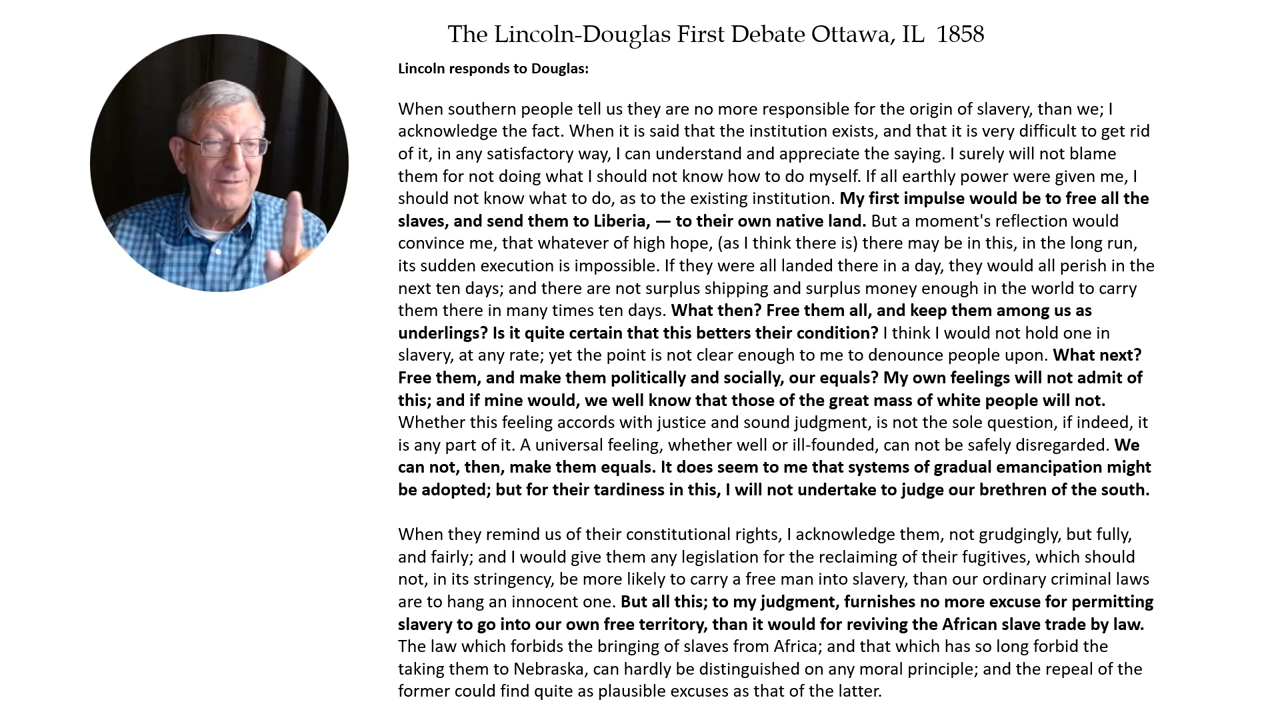 The Lincoln-Douglas First Debate Ottawa, IL  1858
Lincoln responds to Douglas:
When southern people tell us they are no more responsible for the origin of slavery, than we; I
acknowledge the fact. When it is said that the institution exists, and that it is very difficult to get rid
of it, in any satisfactory way, I can understand and appreciate the saying. I surely will not blame
them for not doing what I should not know how to do myself. If all earthly power were given me, I
should not know what to do, as to the existing institution. My first impulse would be to free all the
slaves, and send them to Liberia, — to their own native land. But a moment's reflection would
convince me, that whatever of high hope, (as I think there is) there may be in this, in the long run,
its sudden execution is impossible. If they were all landed there in a day, they would all perish in the
next ten days; and there are not surplus shipping and surplus money enough in the world to carry
them there in many times ten days. What then? Free them all, and keep them among us as
underlings? Is it quite certain that this betters their condition? I think I would not hold one in
slavery, at any rate; yet the point is not clear enough to me to denounce people upon. What next?
Free them, and make them politically and socially, our equals? My own feelings will not admit of
this; and if mine would, we well know that those of the great mass of white people will not.
Whether this feeling accords with justice and sound judgment, is not the sole question, if indeed, it
is any part of it. A universal feeling, whether well or ill-founded, can not be safely disregarded. We
can not, then, make them equals. It does seem to me that systems of gradual emancipation might
be adopted; but for their tardiness in this, I will not undertake to judge our brethren of the south.
When they remind us of their constitutional rights, I acknowledge them, not grudgingly, but fully,
and fairly; and I would give them any legislation for the reclaiming of their fugitives, which should
not, in its stringency, be more likely to carry a free man into slavery, than our ordinary criminal laws
are to hang an innocent one. But all this; to my judgment, furnishes no more excuse for permitting
slavery to go into our own free territory, than it would for reviving the African slave trade by law.
The law which forbids the bringing of slaves from Africa; and that which has so long forbid the
taking them to Nebraska, can hardly be distinguished on any moral principle; and the repeal of the
former could find quite as plausible excuses as that of the latter.